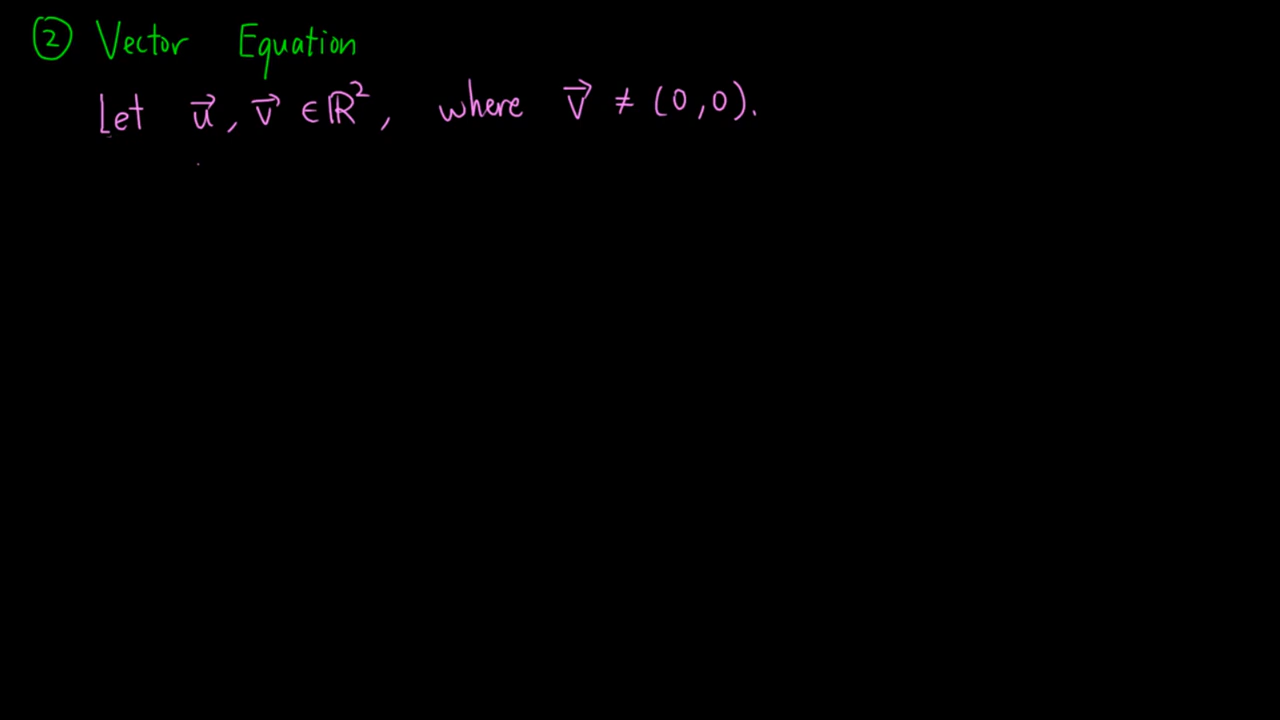 ② Vector Equation
Let u⃗, v⃗ ∈ ℝ², where v⃗ ≠ (0,0).